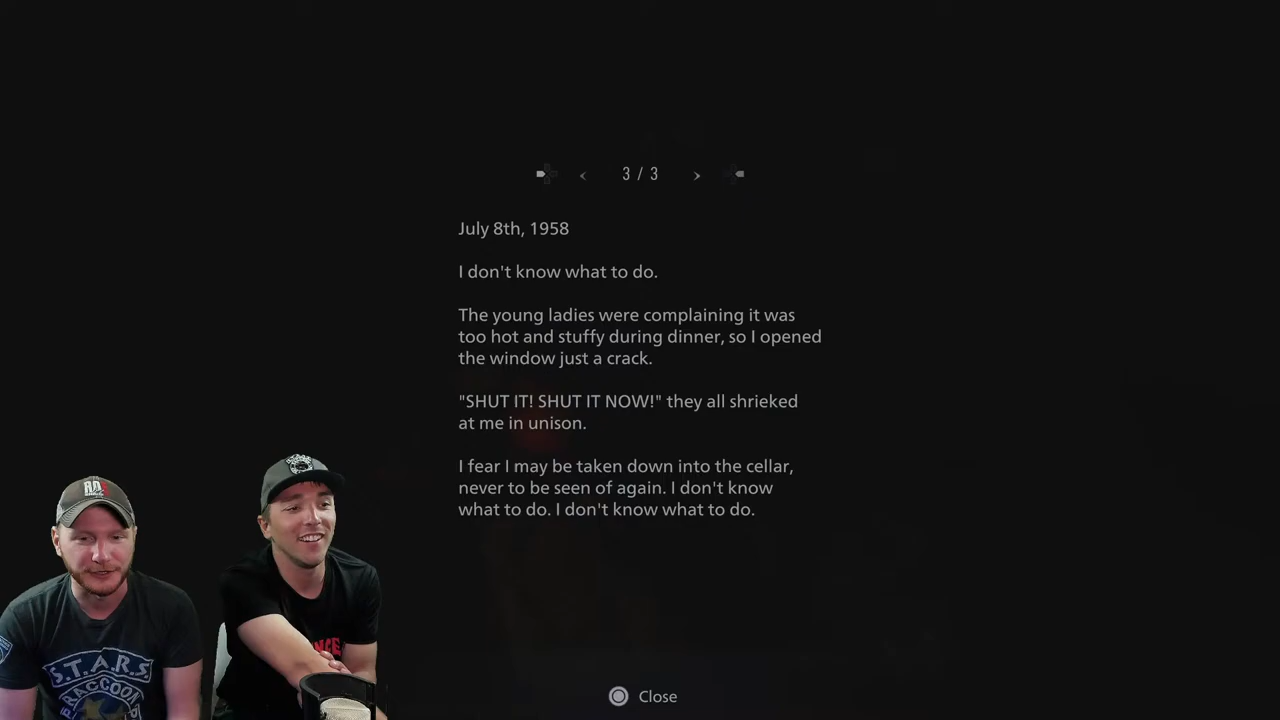 3 / 3
July 8th, 1958
I don't know what to do.
The young ladies were complaining it was
too hot and stuffy during dinner, so I opened
the window just a crack.
"SHUT IT! SHUT IT NOW!" they all shrieked
at me in unison.
I fear I may be taken down into the cellar,
never to be seen of again. I don't know
what to do. I don't know what to do.
Close
S.T.A.R.S.
RACCOON